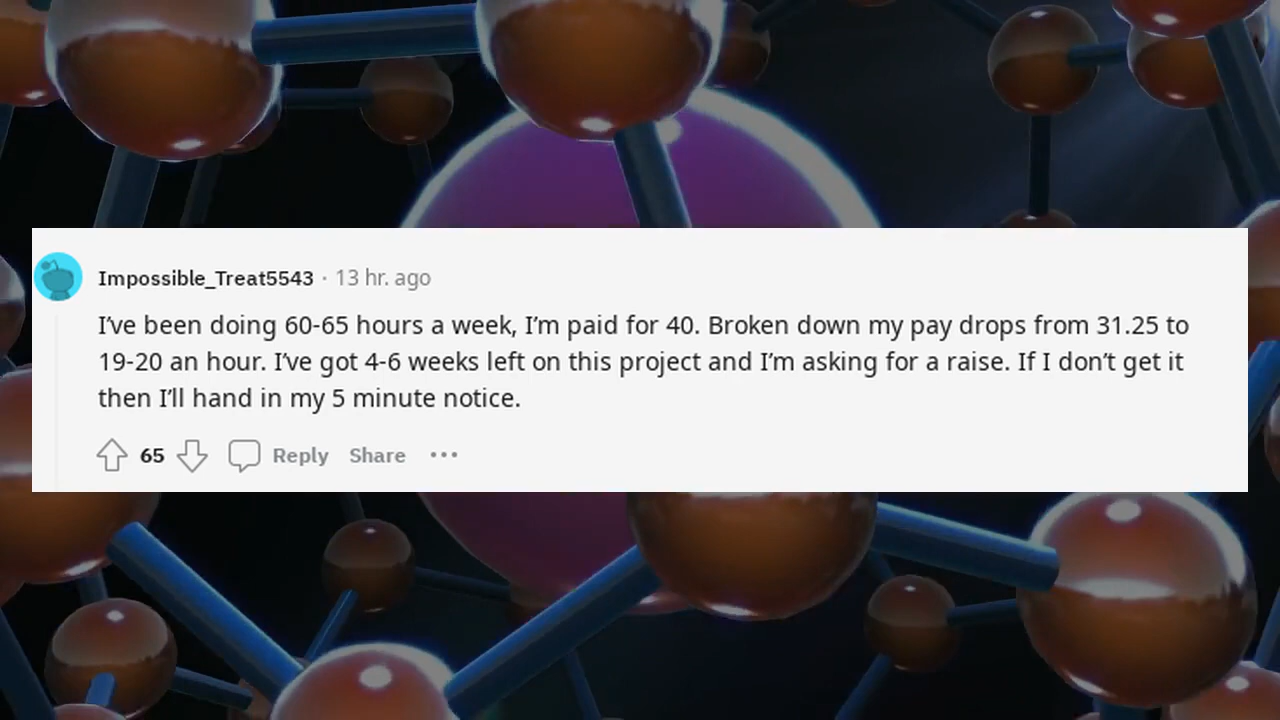 Impossible_Treat5543 · 13 hr. ago
I’ve been doing 60-65 hours a week, I’m paid for 40. Broken down my pay drops from 31.25 to
19-20 an hour. I’ve got 4-6 weeks left on this project and I’m asking for a raise. If I don’t get it
then I’ll hand in my 5 minute notice.
65 Reply Share ···